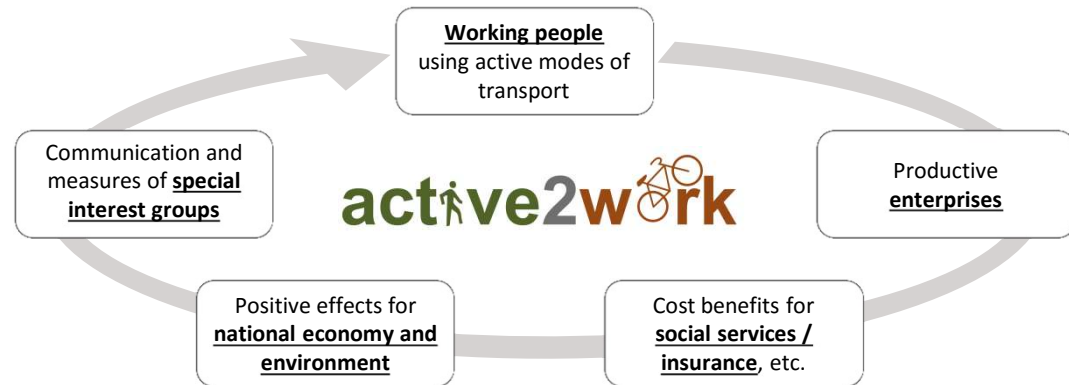 Working people
using active modes of
transport
Communication and
measures of special
interest groups
active2work
Productive
enterprises
Positive effects for
national economy and
environment
Cost benefits for
social services /
insurance, etc.